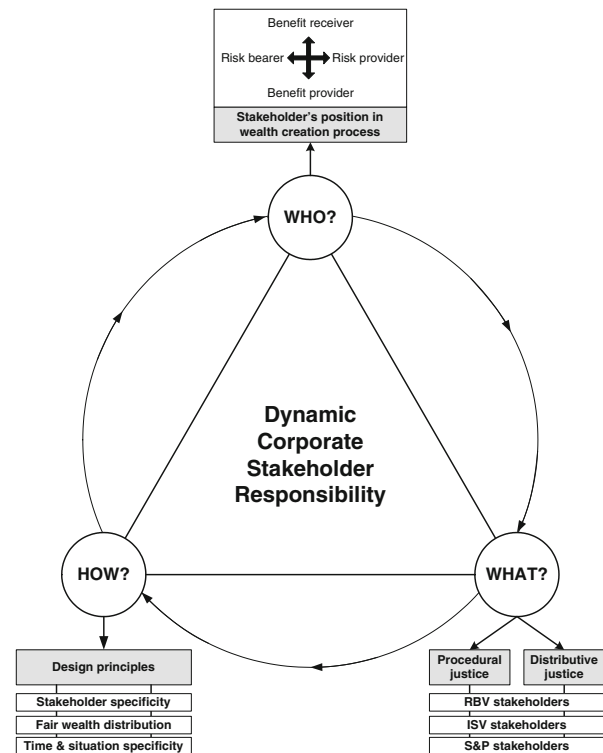 Benefit receiver
Risk bearer Risk provider
Benefit provider
Stakeholder's position in
wealth creation process
WHO?
Dynamic
Corporate
Stakeholder
Responsibility
HOW?
WHAT?
Design principles
Stakeholder specificity
Fair wealth distribution
Time & situation specificity
Procedural
justice
Distributive
justice
RBV stakeholders
ISV stakeholders
S&P stakeholders